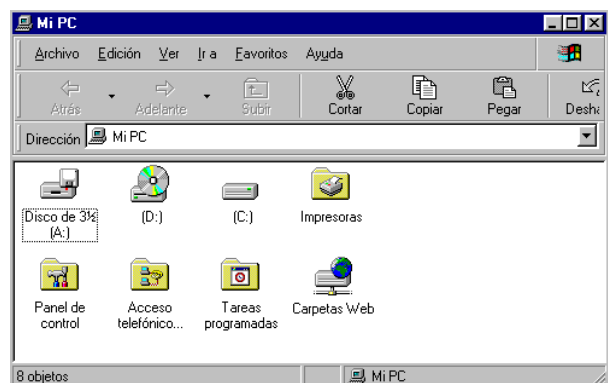 Mi PC
Archivo Edición Ver Ir a Favoritos Ayuda
Atrás Adelante Subir Cortar Copiar Pegar Desha
Dirección Mi PC
Disco de 3½ (D:) (C:) Impresoras
(A:)
Panel de Acceso Tareas Carpetas Web
control telefónico... programadas
8 objetos Mi PC